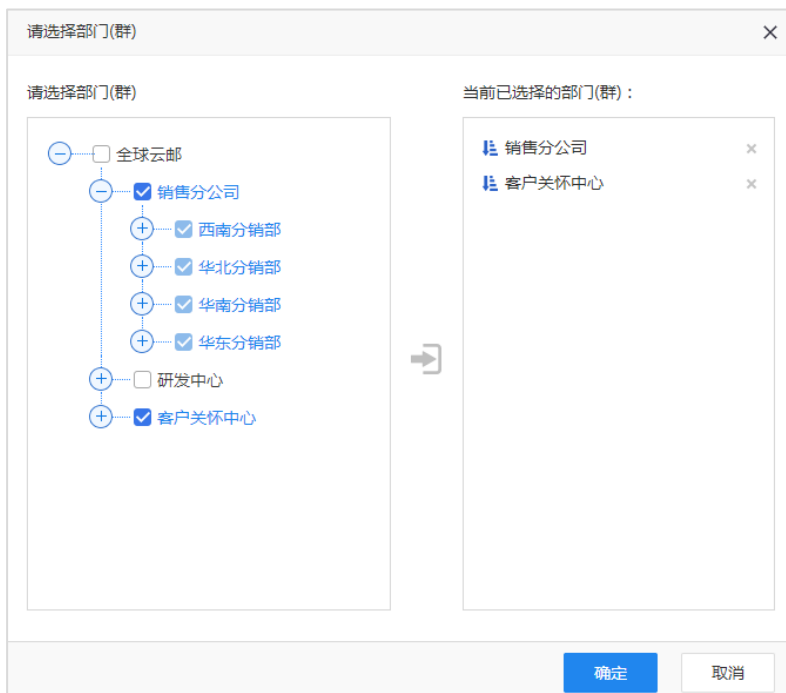 请选择部门(群)
请选择部门(群)
当前已选择的部门(群)：
全球云邮
销售分公司
西南分销部
华北分销部
华南分销部
华东分销部
研发中心
客户关怀中心
销售分公司
客户关怀中心
确定
取消